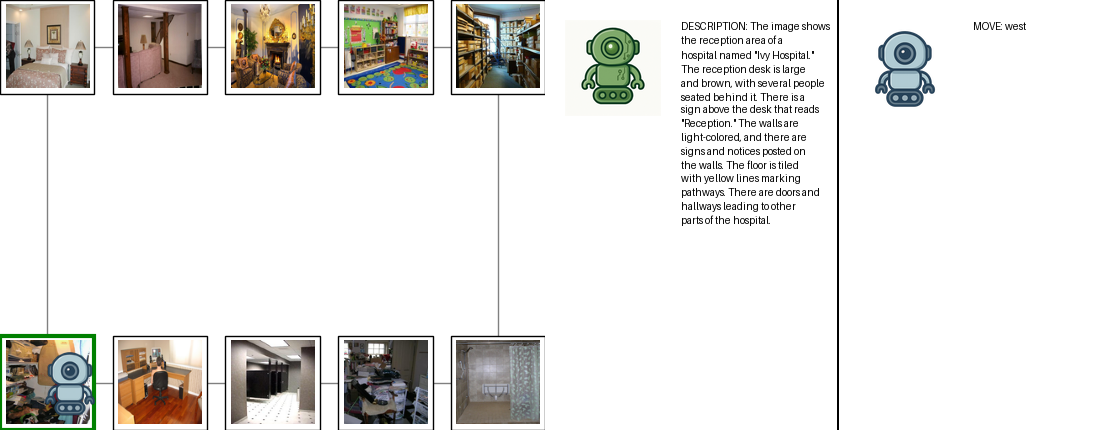 DESCRIPTION: The image shows
the reception area of a
hospital named "Ivy Hospital."
The reception desk is large
and brown, with several people
seated behind it. There is a
sign above the desk that reads
"Reception." The walls are
light-colored, and there are
signs and notices posted on
the walls. The floor is tiled
with yellow lines marking
pathways. There are doors and
hallways leading to other
parts of the hospital.
MOVE: west